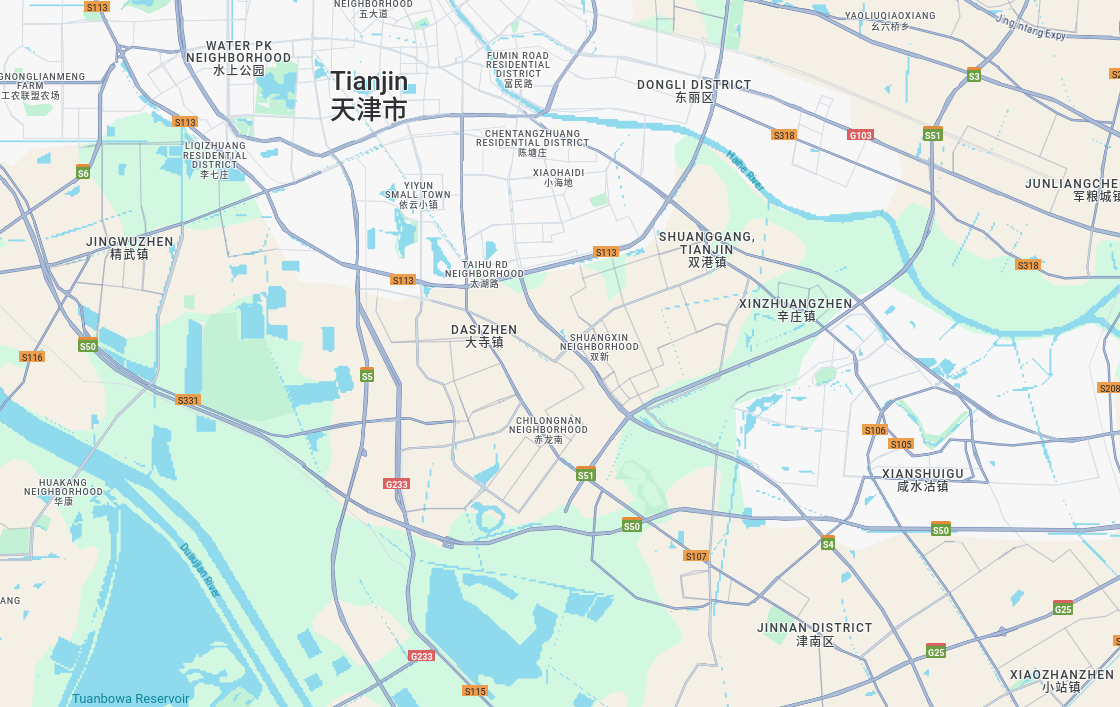 S113
NEIGHBORHOOD
五大道
YAOLIUQIAOXIANG
幺六桥乡
Jingjintang Expy
WATER PK
NEIGHBORHOOD
水上公园
FUMIN ROAD
RESIDENTIAL
DISTRICT
富民路
S3
GNONGLIANMENG
FARM
工农联盟农场
Tianjin
天津市
DONGLI DISTRICT
东丽区
S113
S318
G103
S51
CHENTANGZHUANG
RESIDENTIAL DISTRICT
陈塘庄
LIQIZHUANG
RESIDENTIAL
DISTRICT
李七庄
S6
XIAOHAIDI
小海地
Haihe River
YIYUN
SMALL TOWN
依云小镇
JUNLIANGCHE
军粮城镇
JINGWUZHEN
精武镇
SHUANGGANG,
TIANJIN
双港镇
S113
TAIHU RD
NEIGHBORHOOD
太湖路
S318
S113
XINZHUANGZHEN
辛庄镇
DASIZHEN
大寺镇
SHUANGXIN
NEIGHBORHOOD
双新
S50
S116
S5
S208
S331
CHILONGNAN
NEIGHBORHOOD
赤龙南
S106
S105
XIANSHUIGU
咸水沽镇
S51
G233
HUAKANG
NEIGHBORHOOD
华康
S50
S50
S4
S107
Duliujian River
ANG
G25
JINNAN DISTRICT
津南区
G25
G233
XIAOZHANZHEN
小站镇
S115
Tuanbowa Reservoir